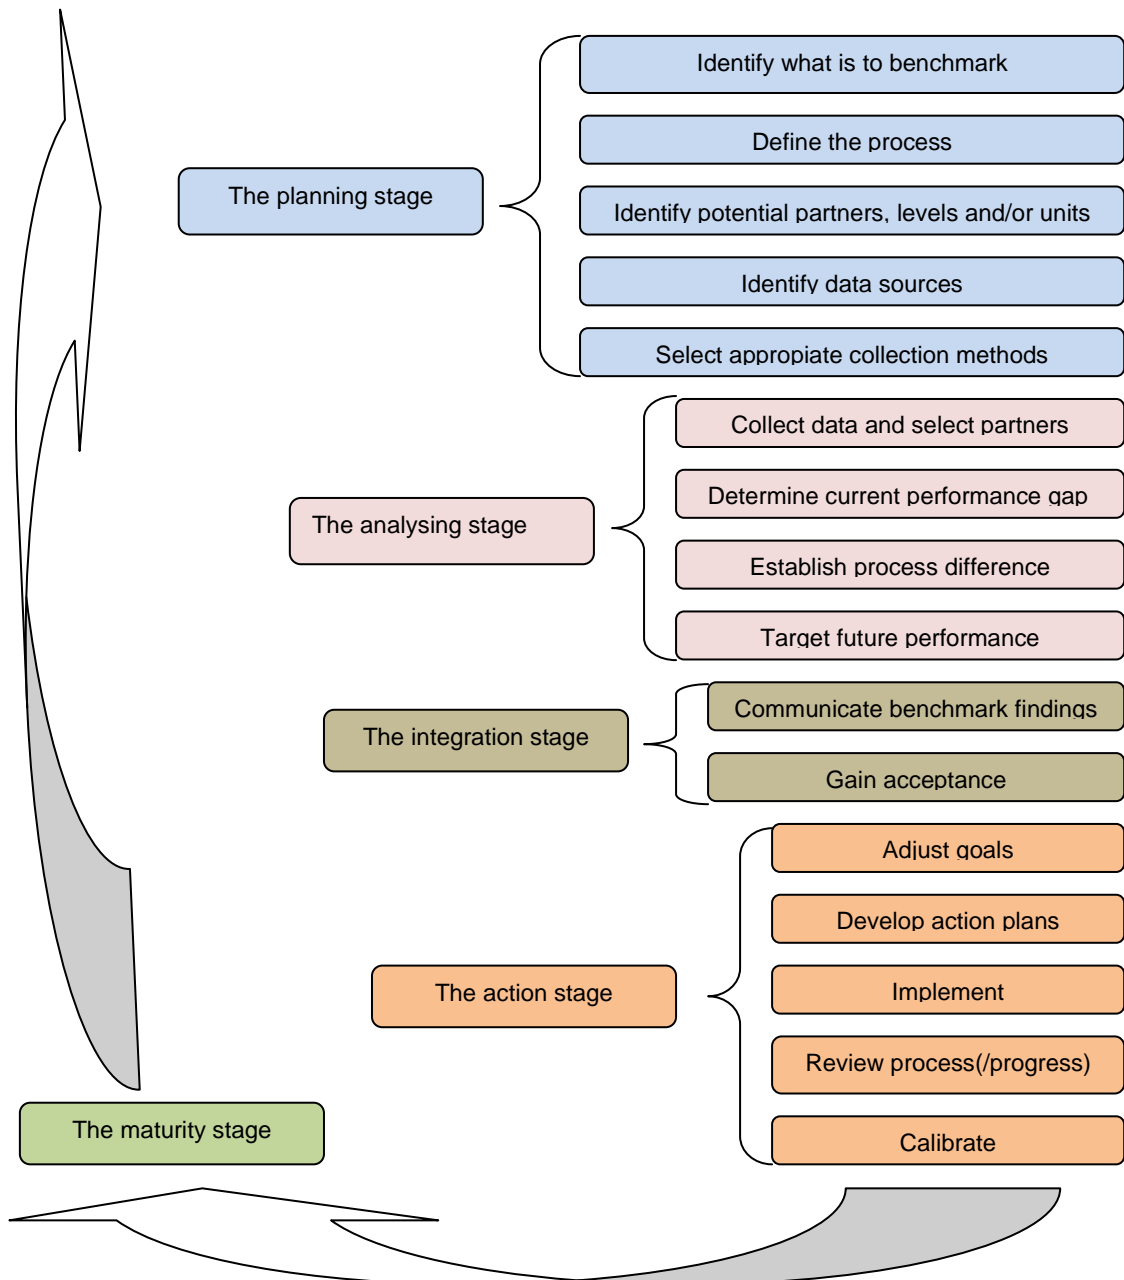 Identify what is to benchmark
Define the process
The planning stage
Identify potential partners, levels and/or units
Identify data sources
Select appropiate collection methods
Collect data and select partners
Determine current performance gap
The analysing stage
Establish process difference
Target future performance
Communicate benchmark findings
The integration stage
Gain acceptance
Adjust goals
Develop action plans
The action stage
Implement
Review process(/progress)
The maturity stage
Calibrate